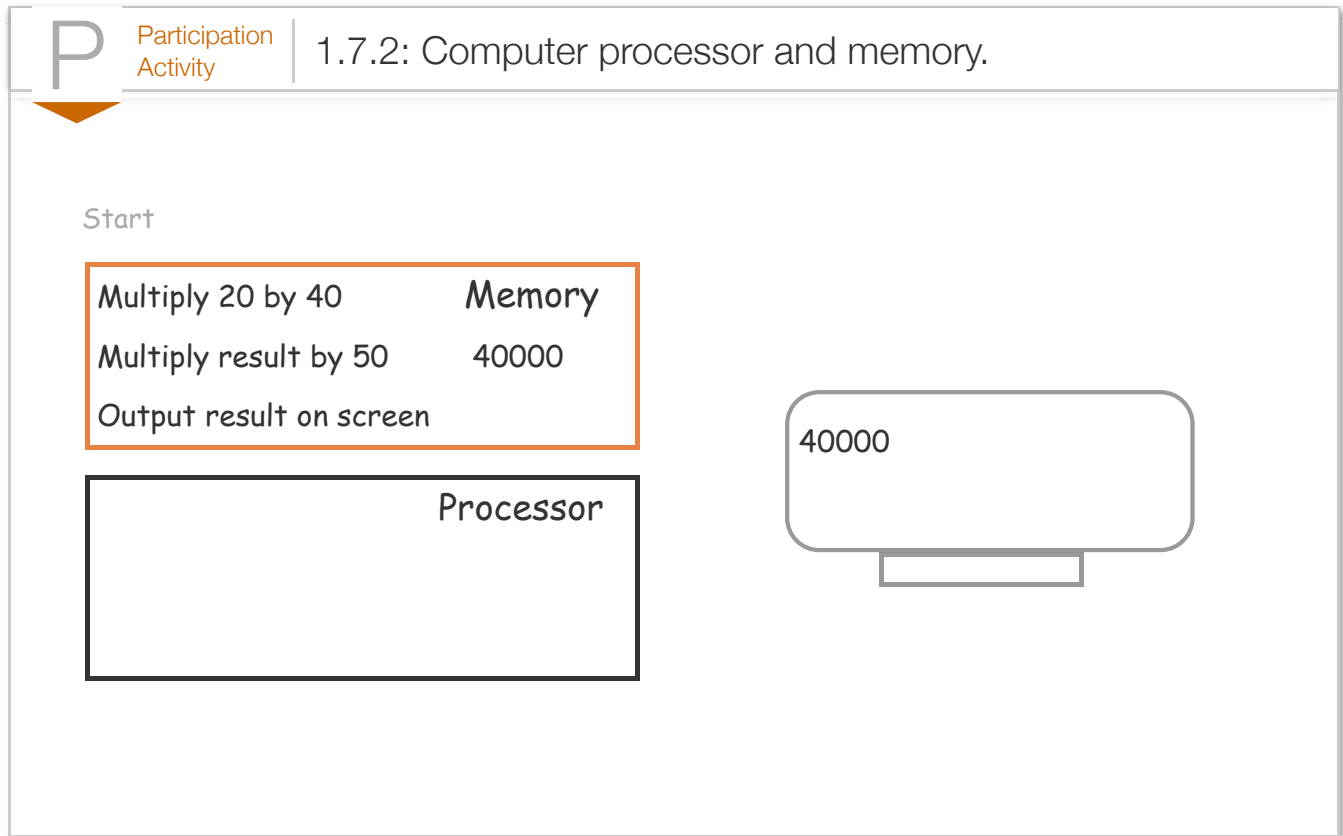 P
Participation
Activity
1.7.2: Computer processor and memory.
Start
Multiply 20 by 40 Memory
Multiply result by 50 40000
Output result on screen
40000
Processor